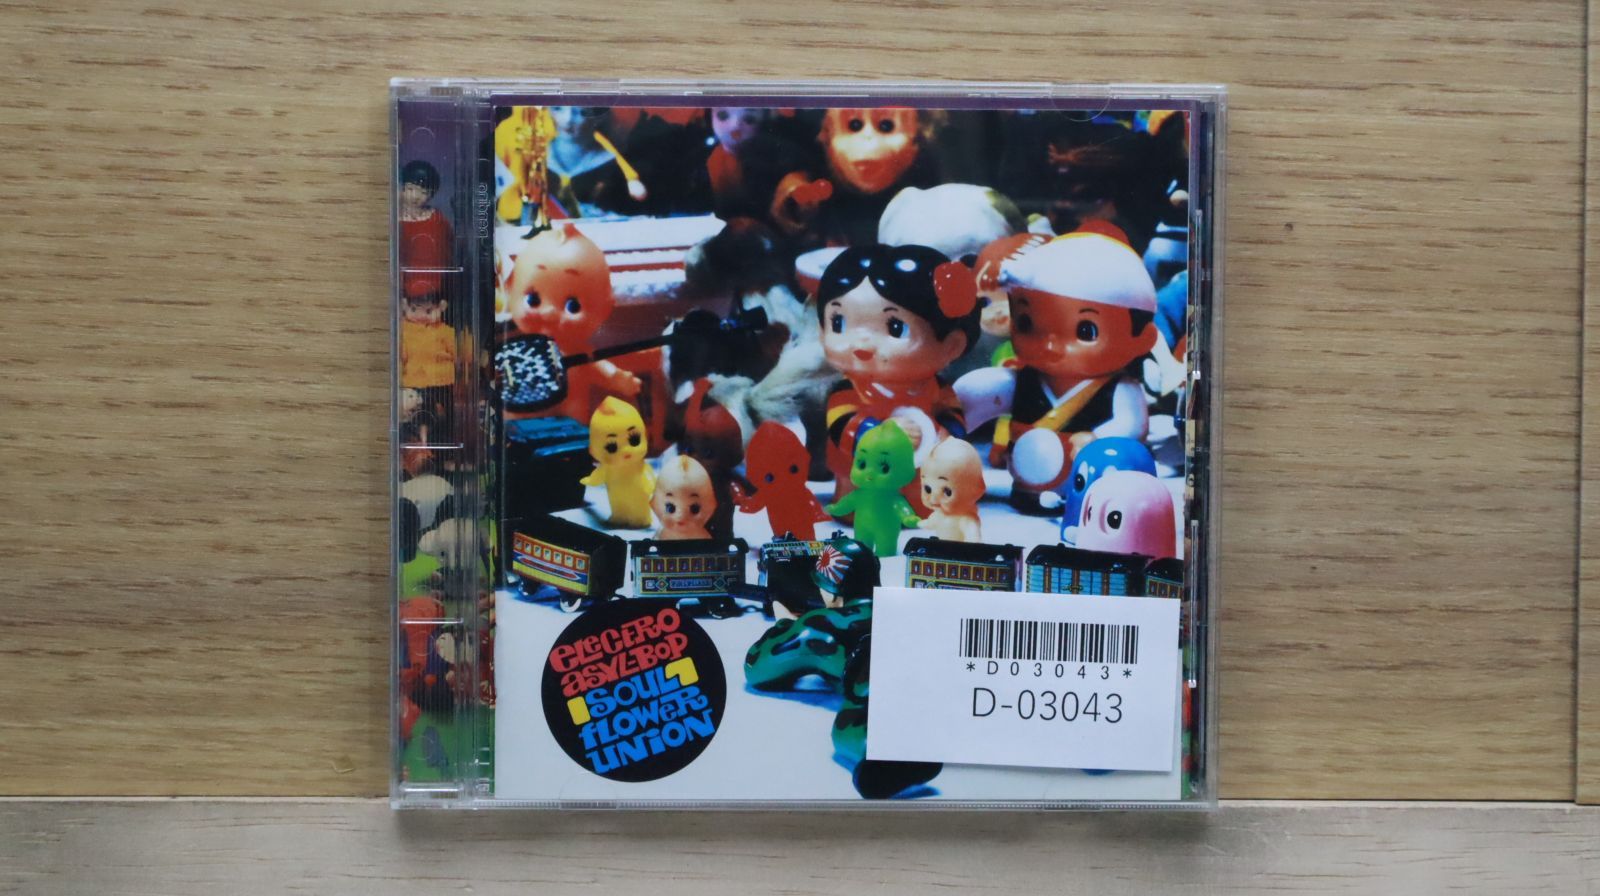 eLeCtRO
asyl-BOP
SOUL
fLOWeR
UNiON
*D03043*
D-03043